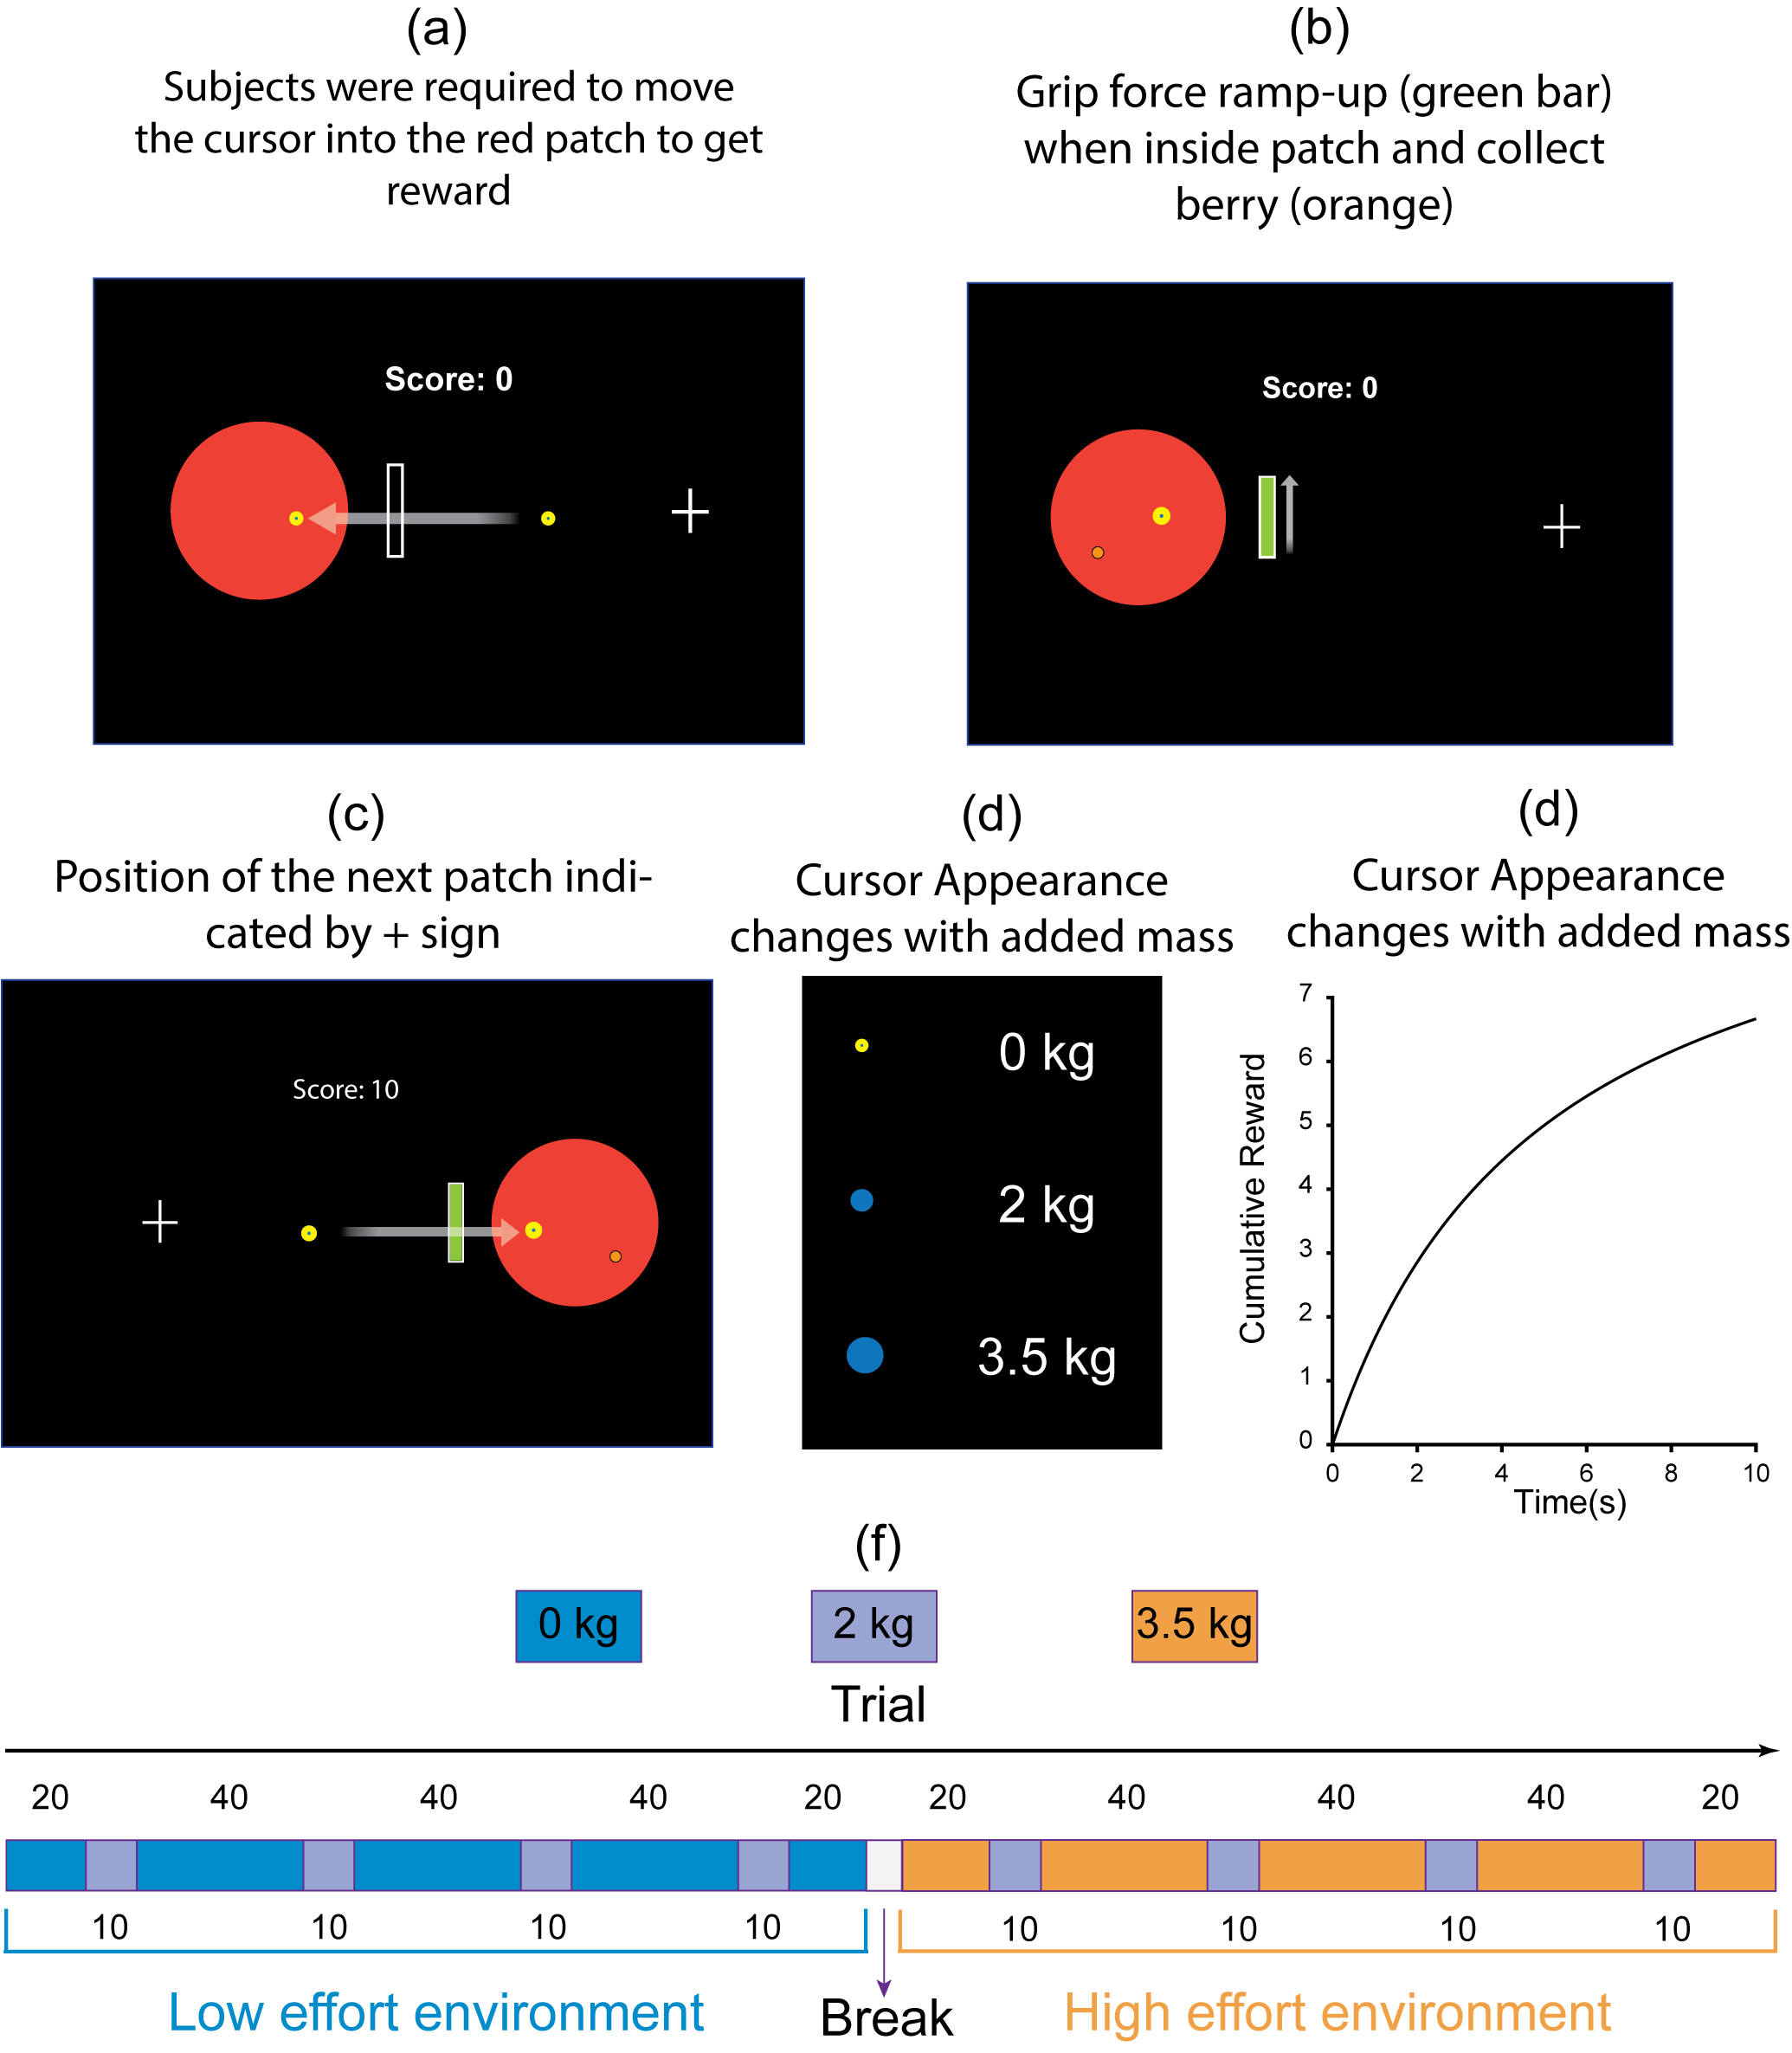 (a)
Subjects were required to move
the cursor into the red patch to get
reward
Score: 0
(b)
Grip force ramp-up (green bar)
when inside patch and collect
berry (orange)
Score: 0
(c)
Position of the next patch indi-
cated by + sign
Score: 10
(d)
Cursor Appearance
changes with added mass
0 kg
2 kg
3.5 kg
(d)
Cursor Appearance
changes with added mass
Cumulative Reward
7
6
5
4
3
2
1
0
0 2 4 6 8 10
Time(s)
(f)
0 kg 2 kg 3.5 kg
Trial
20 40 40 40 20 20 40 40 40 20
10 10 10 10 10 10 10 10
Low effort environment
Break
High effort environment